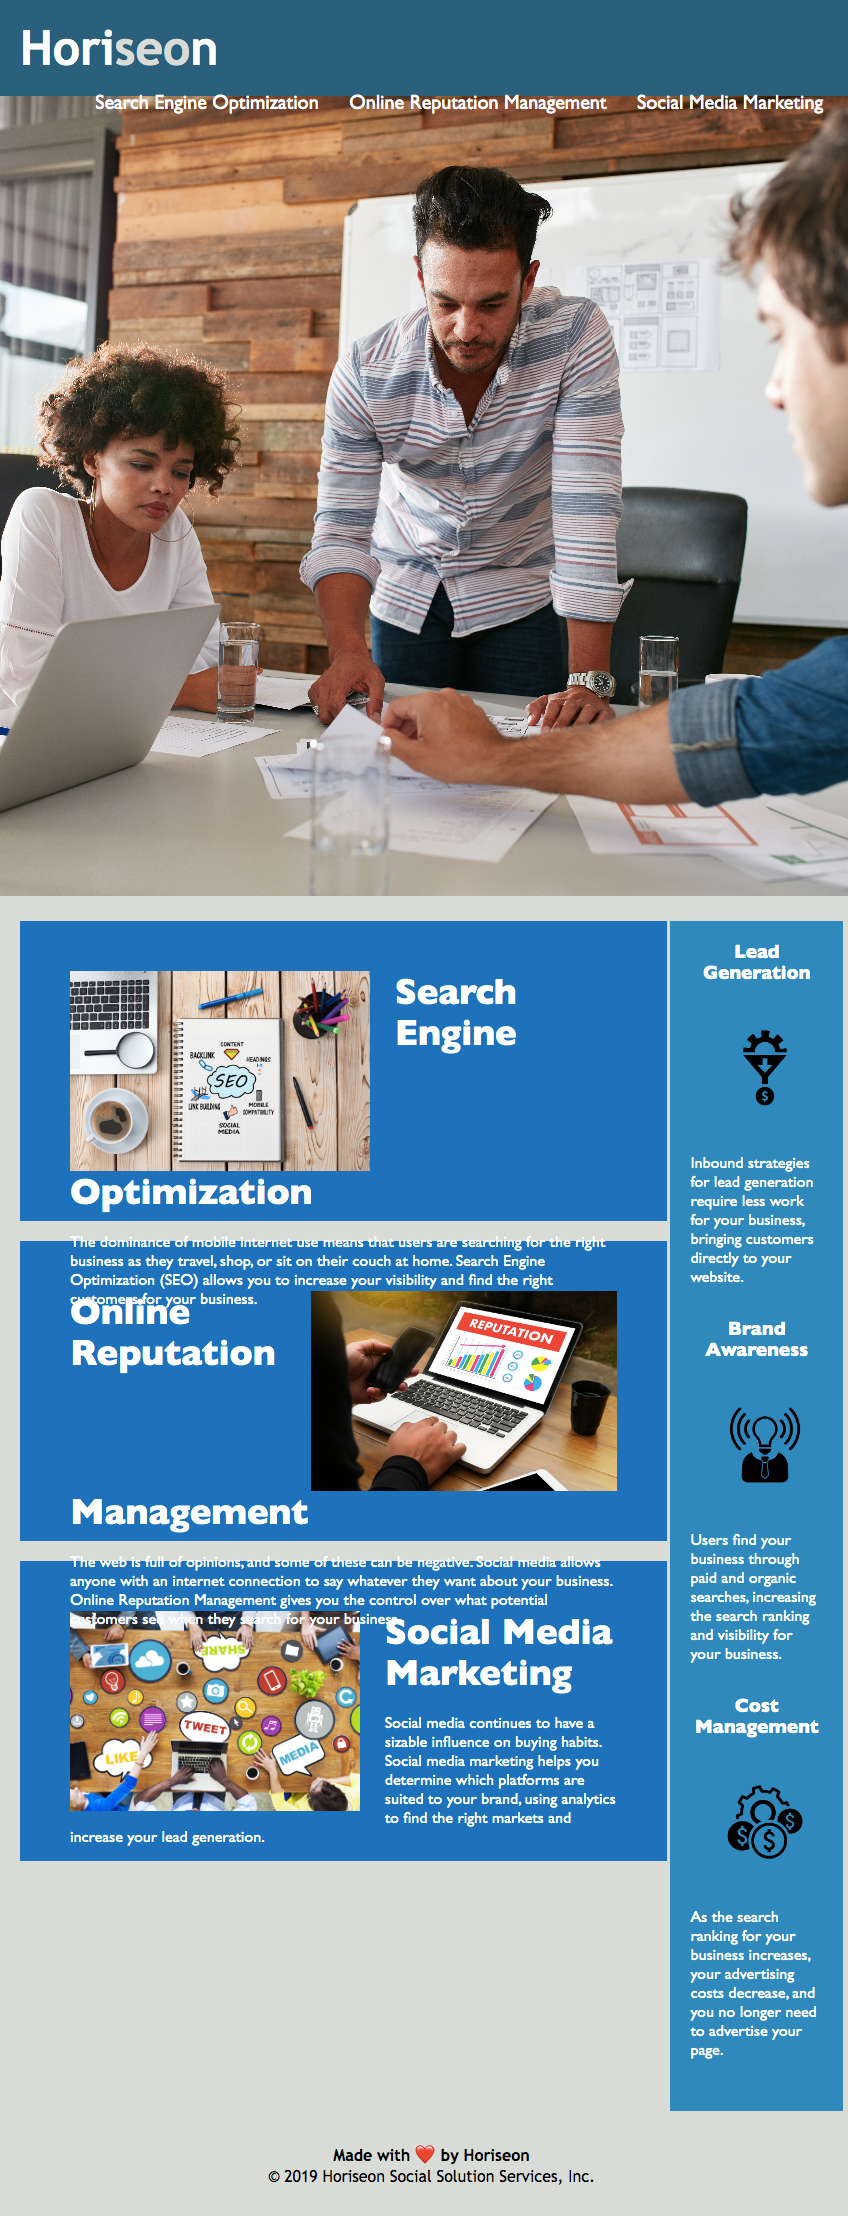 Horiseon
Search Engine Optimization
Online Reputation Management
Social Media Marketing
CONTENT
BACKLINK
HEADINGS
SEO
LINK BUILDING
MOBILE
COMPATIBILITY
SOCIAL
MEDIA
Search
Engine
Optimization
The dominance of mobile internet use means that users are searching for the right
business as they travel, shop, or sit on their couch at home. Search Engine
Optimization (SEO) allows you to increase your visibility and find the right
customers for your business.
Online
Reputation
REPUTATION
Management
The web is full of opinions, and some of these can be negative. Social media allows
anyone with an internet connection to say whatever they want about your business.
Online Reputation Management gives you the control over what potential
customers see when they search for your business.
SHARE
TWEET
LIKE
MEDIA
Social Media
Marketing
Social media continues to have a
sizable influence on buying habits.
Social media marketing helps you
determine which platforms are
suited to your brand, using analytics
to find the right markets and
increase your lead generation.
Lead
Generation
$
Inbound strategies
for lead generation
require less work
for your business,
bringing customers
directly to your
website.
Brand
Awareness
Users find your
business through
paid and organic
searches, increasing
the search ranking
and visibility for
your business.
Cost
Management
$ $ $
As the search
ranking for your
business increases,
your advertising
costs decrease, and
you no longer need
to advertise your
page.
Made with ❤️ by Horiseon
© 2019 Horiseon Social Solution Services, Inc.